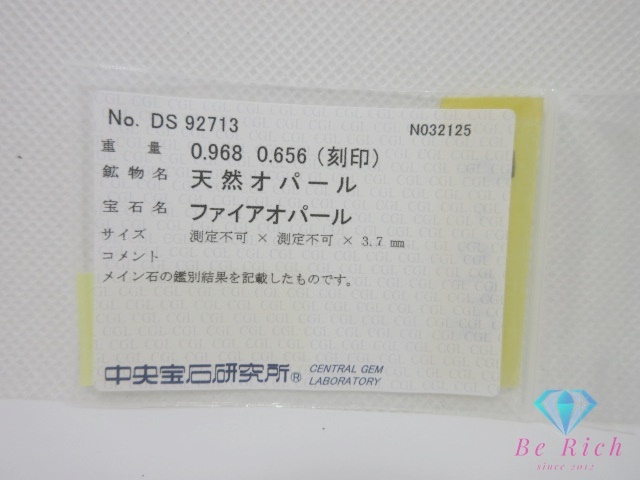 No. DS 92713
N032125
重 量 0.968 0.656 (刻印)
鉱物名 天然オパール
宝石名 ファイアオパール
サイズ 測定不可 × 測定不可 × 3.7 mm
コメント
メイン石の鑑別結果を記載したものです。
中央宝石研究所® CENTRAL GEM
LABORATORY
Be Rich
since 2012